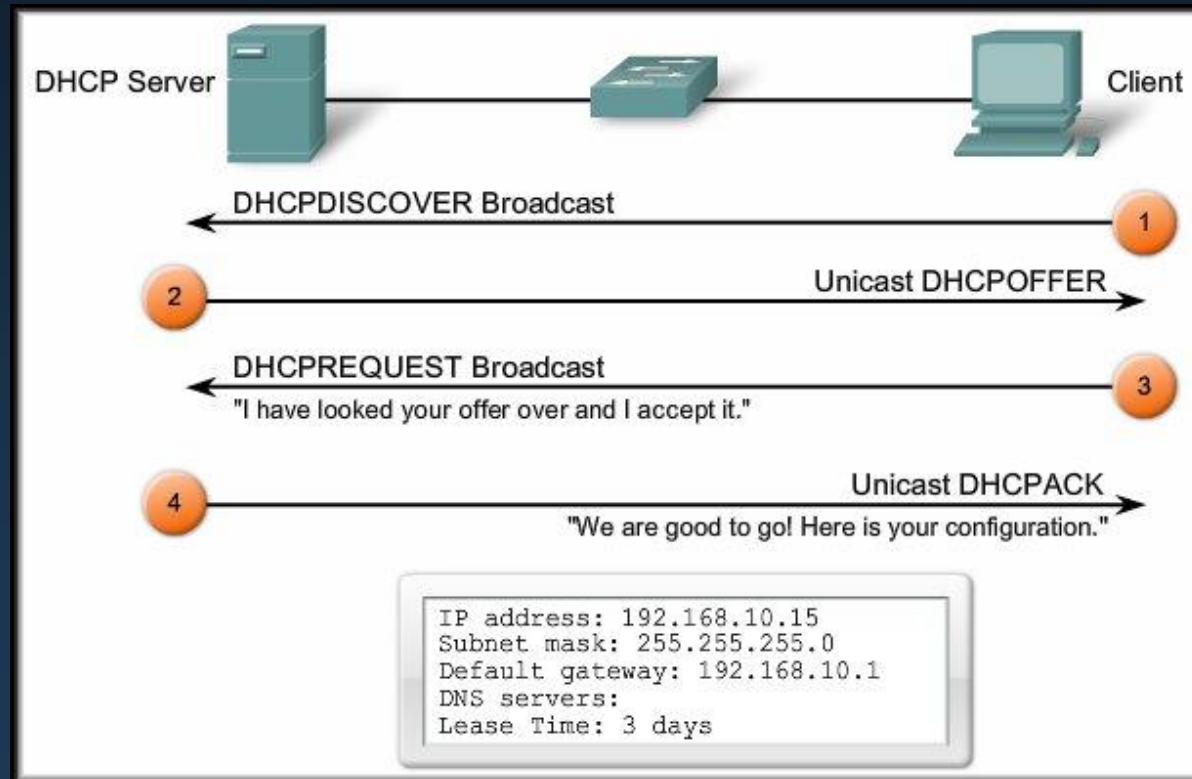 DHCP Server
Client
DHCPDISCOVER Broadcast
1
2
Unicast DHCPOFFER
DHCPREQUEST Broadcast
3
"I have looked your offer over and I accept it."
4
Unicast DHCPACK
"We are good to go! Here is your configuration."
IP address: 192.168.10.15
Subnet mask: 255.255.255.0
Default gateway: 192.168.10.1
DNS servers:
Lease Time: 3 days